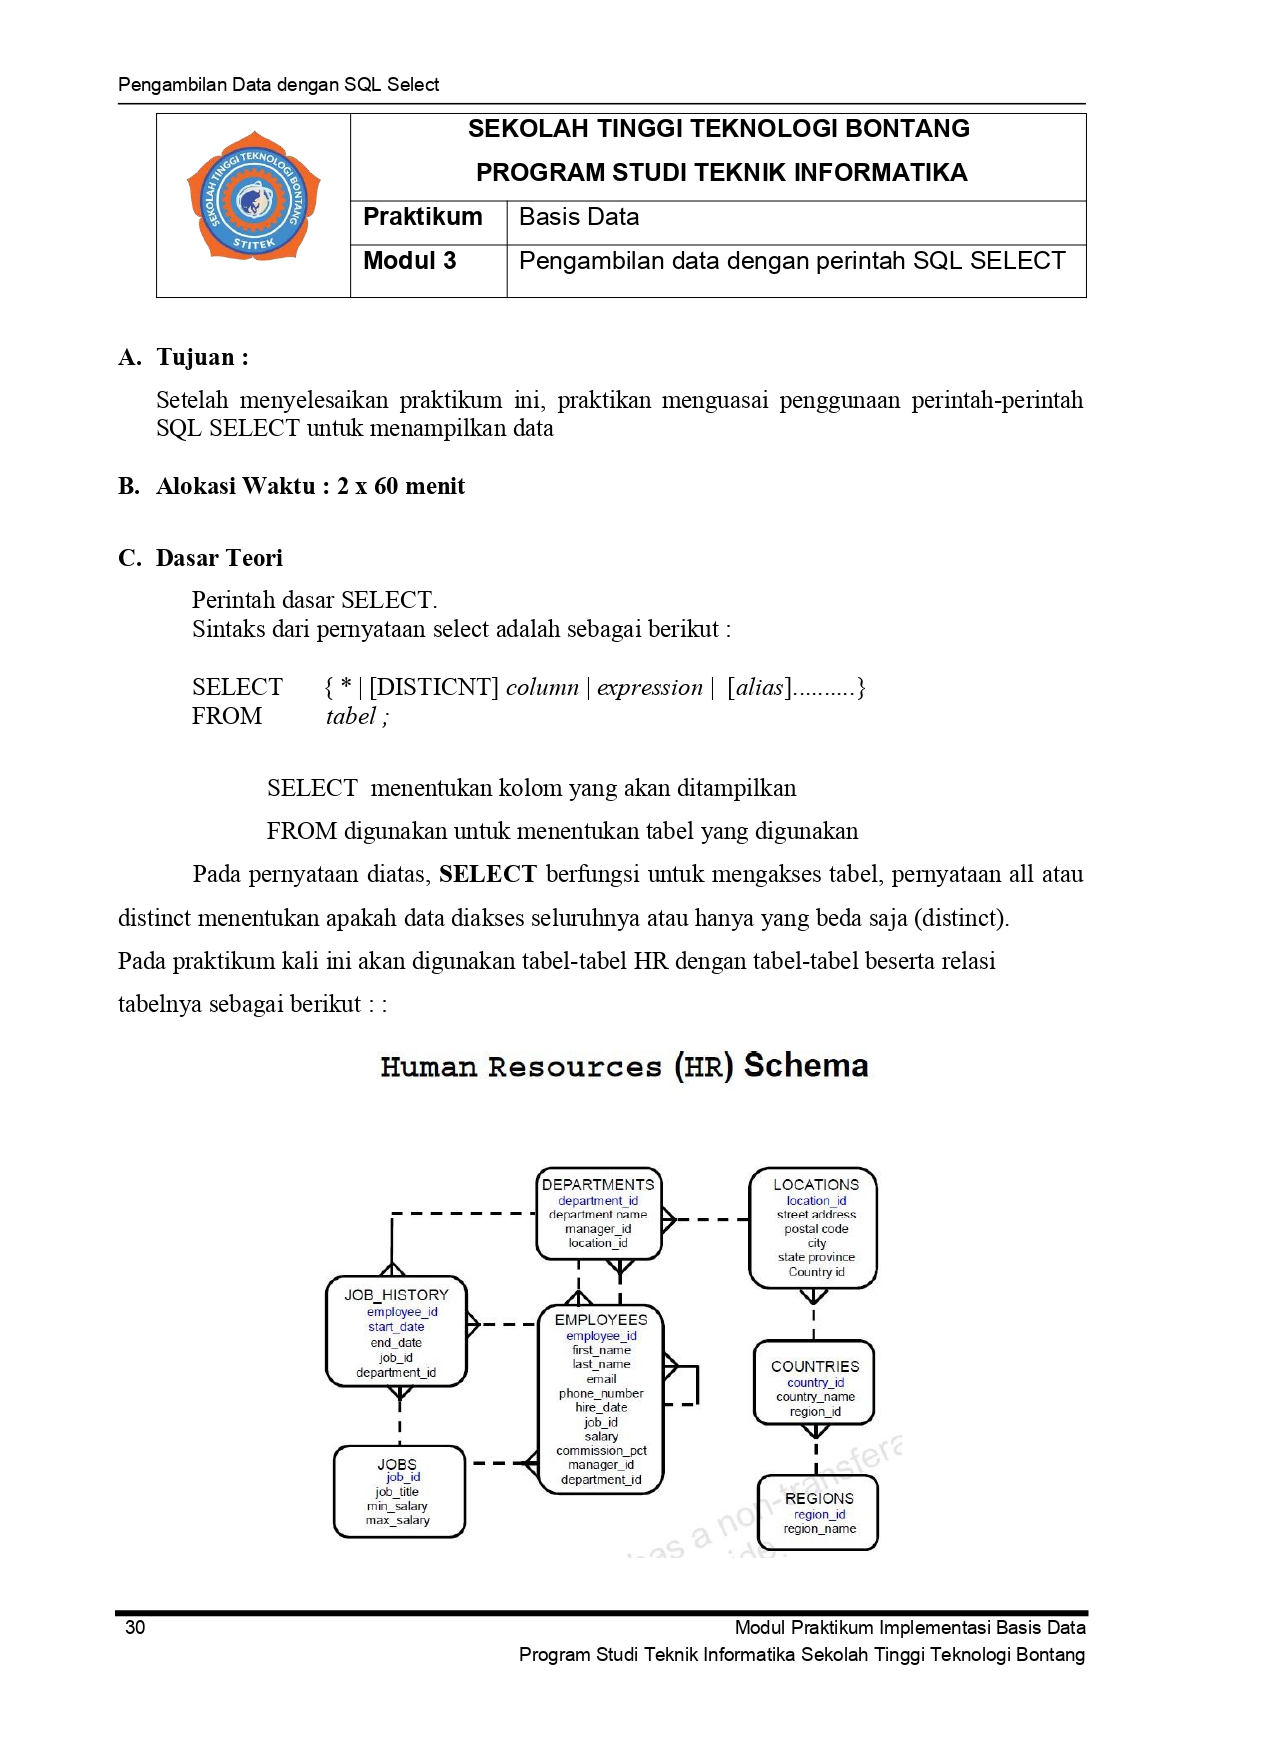 Pengambilan Data dengan SQL Select
SEKOLAH TINGGI TEKNOLOGI BONTANG
STITEK
SEKOLAH TINGGI TEKNOLOGI BONTANG
PROGRAM STUDI TEKNIK INFORMATIKA
Praktikum Basis Data
Modul 3 Pengambilan data dengan perintah SQL SELECT
A. Tujuan :
Setelah menyelesaikan praktikum ini, praktikan menguasai penggunaan perintah-perintah
SQL SELECT untuk menampilkan data
B. Alokasi Waktu : 2 x 60 menit
C. Dasar Teori
Perintah dasar SELECT.
Sintaks dari pernyataan select adalah sebagai berikut :
SELECT { * | [DISTICNT] column | expression | [alias]..........}
FROM tabel ;
SELECT menentukan kolom yang akan ditampilkan
FROM digunakan untuk menentukan tabel yang digunakan
Pada pernyataan diatas, SELECT berfungsi untuk mengakses tabel, pernyataan all atau
distinct menentukan apakah data diakses seluruhnya atau hanya yang beda saja (distinct).
Pada praktikum kali ini akan digunakan tabel-tabel HR dengan tabel-tabel beserta relasi
tabelnya sebagai berikut : :
Human Resources (HR) Schema
DEPARTMENTS
department_id
department name
manager_id
location_id
LOCATIONS
location_id
street address
postal code
city
state province
Country id
JOB_HISTORY
employee_id
start_date
end_date
job_id
department_id
EMPLOYEES
employee_id
first_name
last_name
email
phone_number
hire_date
job_id
salary
commission_pct
manager_id
department_id
COUNTRIES
country_id
country_name
region_id
JOBS
job_id
job_title
min_salary
max_salary
REGIONS
region_id
region_name
has a non-transfera
30 Modul Praktikum Implementasi Basis Data
Program Studi Teknik Informatika Sekolah Tinggi Teknologi Bontang